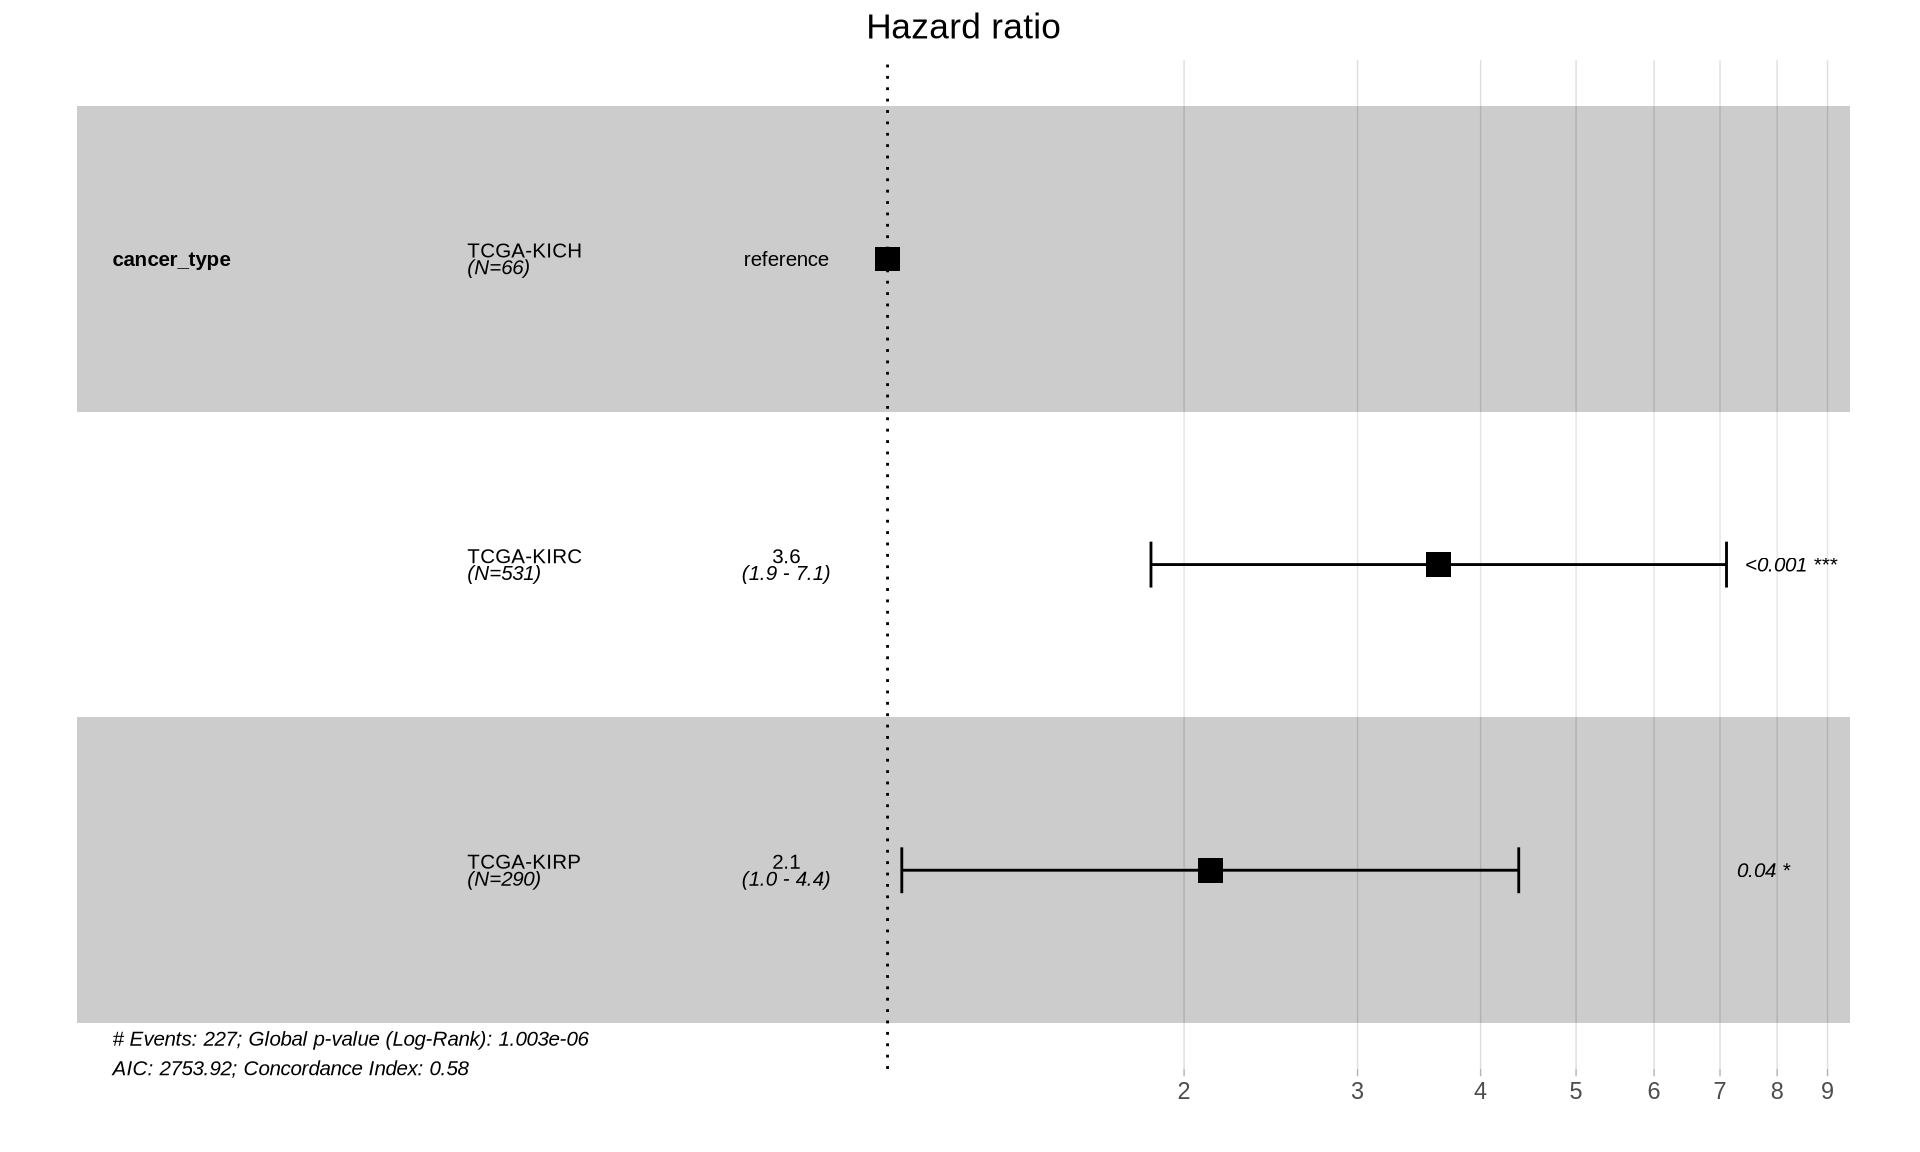 Hazard ratio
cancer_type
TCGA-KICH
(N=66)
reference
TCGA-KIRC
(N=531)
3.6
(1.9 - 7.1)
<0.001 ***
TCGA-KIRP
(N=290)
2.1
(1.0 - 4.4)
0.04 *
# Events: 227; Global p-value (Log-Rank): 1.003e-06
AIC: 2753.92; Concordance Index: 0.58
2 3 4 5 6 7 8 9